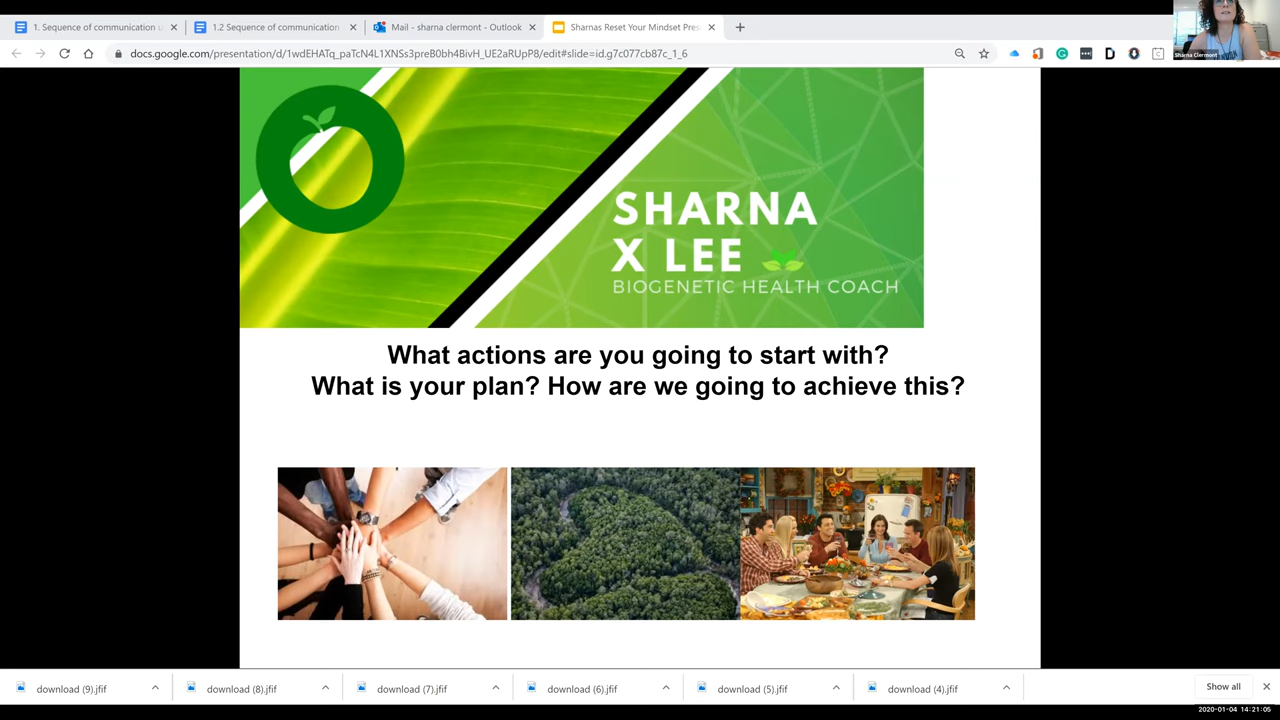 1. Sequence of communication u
1.2 Sequence of communication
Mail - sharna clermont - Outlook
Sharnas Reset Your Mindset Pres
docs.google.com/presentation/d/1wdEHATq_paTcN4L1XNSs3preB0bh4BivH_UE2aRUpP8/edit#slide=id.g7c077cb87c_1_6
Sharna Clermont
SHARNA
X LEE
BIOGENETIC HEALTH COACH
What actions are you going to start with?
What is your plan? How are we going to achieve this?
download (9).jfif
download (8).jfif
download (7).jfif
download (6).jfif
download (5).jfif
download (4).jfif
Show all
2020-01-04 14:21:05